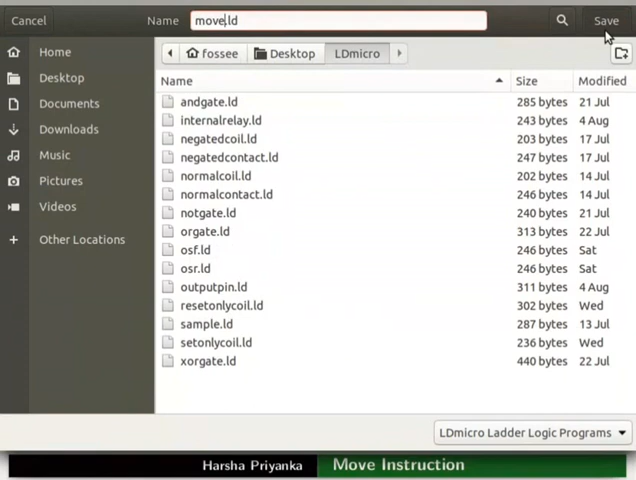 Cancel Name move.ld Save
fossee Desktop LDmicro
Home
Desktop
Documents
Downloads
Music
Pictures
Videos
Other Locations
Name Size Modified
andgate.ld 285 bytes 21 Jul
internalrelay.ld 243 bytes 4 Aug
negatedcoil.ld 203 bytes 17 Jul
negatedcontact.ld 247 bytes 17 Jul
normalcoil.ld 202 bytes 14 Jul
normalcontact.ld 246 bytes 14 Jul
notgate.ld 240 bytes 21 Jul
orgate.ld 313 bytes 22 Jul
osf.ld 246 bytes Sat
osr.ld 246 bytes Sat
outputpin.ld 311 bytes 4 Aug
resetonlycoil.ld 302 bytes Wed
sample.ld 287 bytes 13 Jul
setonlycoil.ld 236 bytes Wed
xorgate.ld 440 bytes 22 Jul
LDmicro Ladder Logic Programs
Harsha Priyanka Move Instruction